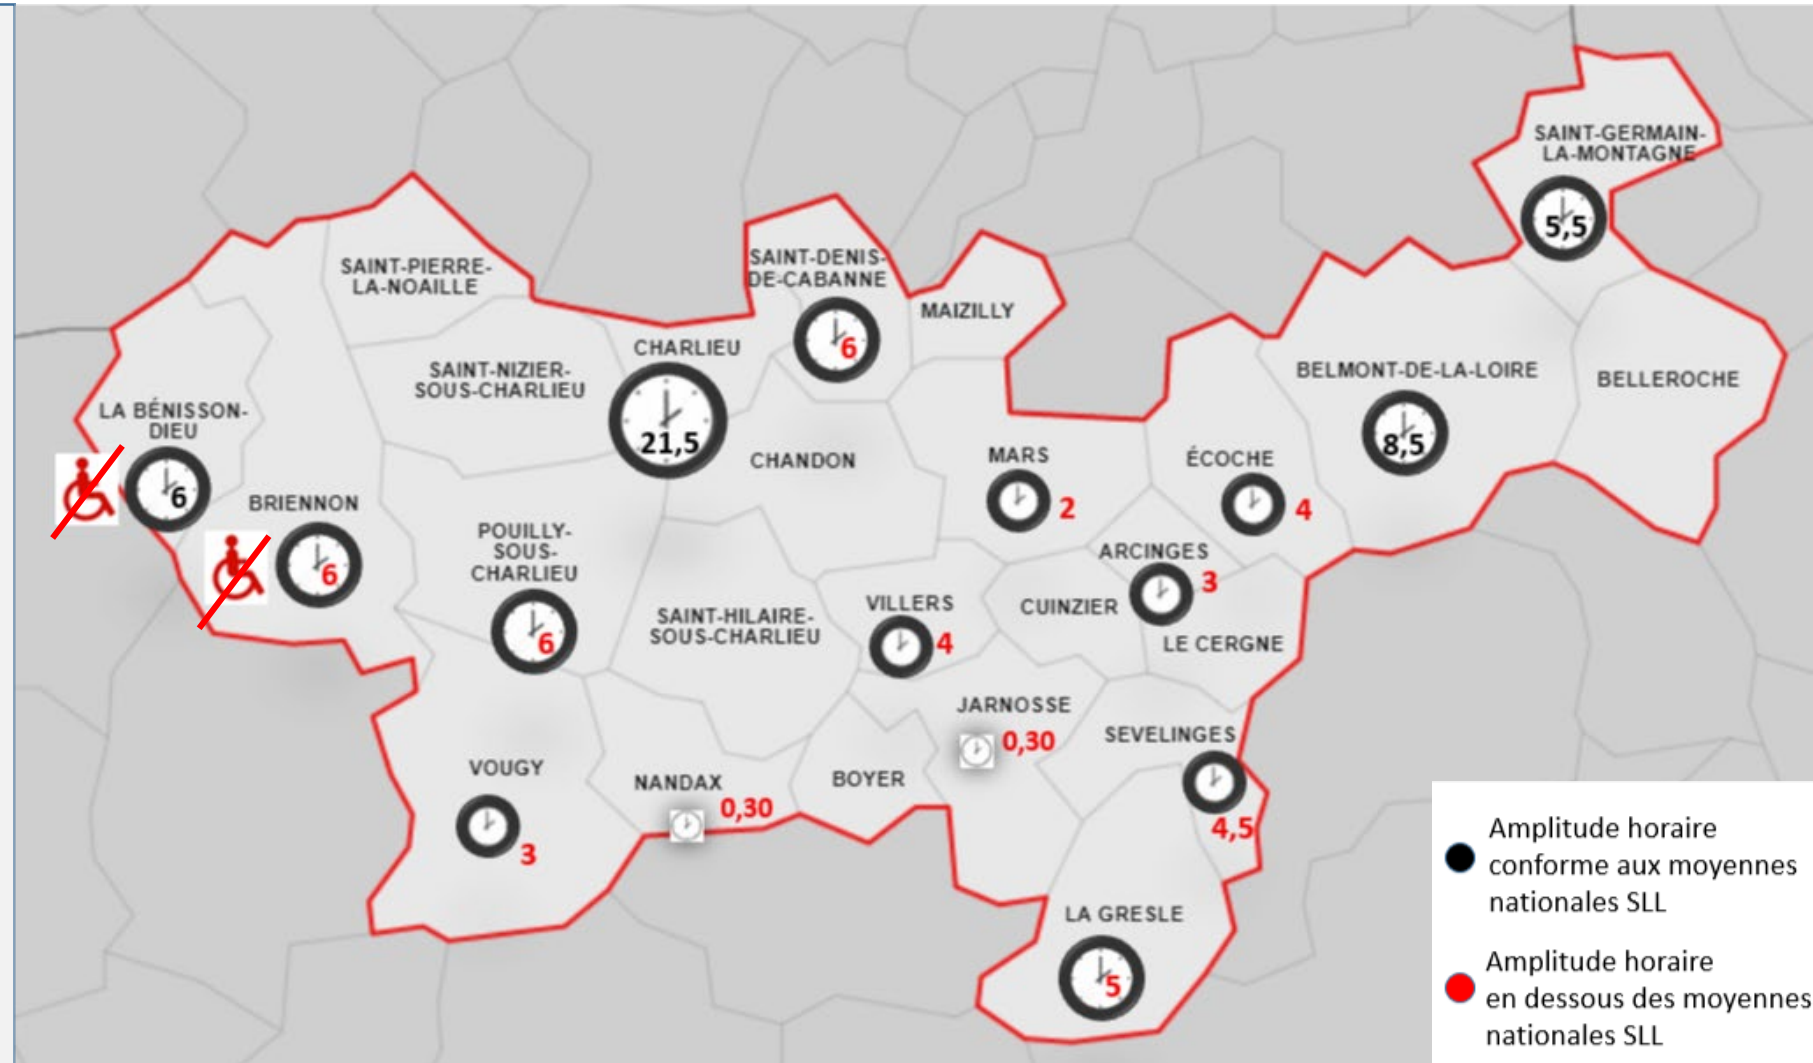 SAINT-GERMAIN-
LA-MONTAGNE
5,5
SAINT-PIERRE-
LA-NOAILLE
SAINT-DENIS-
DE-CABANNE
6
MAIZILLY
CHARLIEU
21,5
SAINT-NIZIER-
SOUS-CHARLIEU
BELMONT-DE-LA-LOIRE
8,5
BELLEROCHE
LA BÉNISSON-
DIEU
6
CHANDON
MARS
2
ÉCOCHE
4
BRIENNON
6
POUILLY-
SOUS-
CHARLIEU
6
ARCINGES
3
SAINT-HILAIRE-
SOUS-CHARLIEU
VILLERS
4
CUINZIER
LE CERGNE
JARNOSSE
0,30
SEVELINGES
4,5
VOUGY
3
NANDAX
0,30
BOYER
LA GRESLE
5
Amplitude horaire
conforme aux moyennes
nationales SLL
Amplitude horaire
en dessous des moyennes
nationales SLL